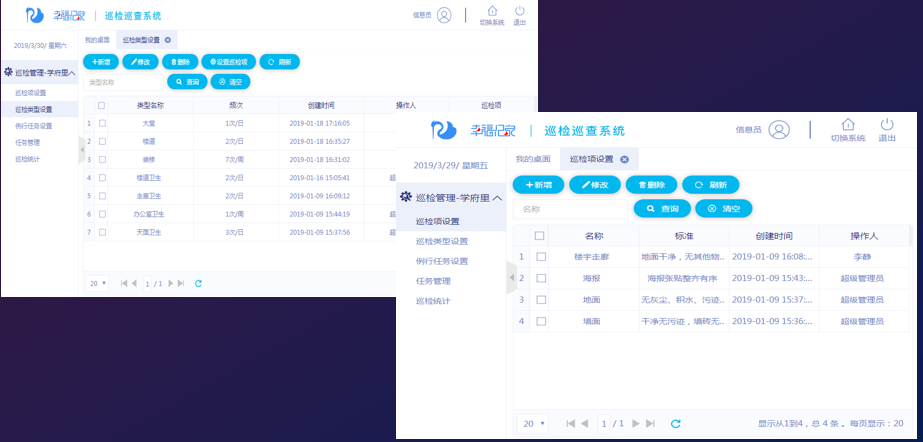 幸福记忆 巡检巡查系统 信息员 切换系统 退出
2019/3/30/ 星期六 我的桌面 巡检类型设置
巡检管理-学府里
巡检项设置
巡检类型设置
例行任务设置
任务管理
巡检统计
新增 修改 删除 设置巡检项 刷新
类型名称 查询 清空
类型名称 频次 创建时间 操作人 巡检项
1 大堂 1次/日 2019-01-18 17:16:05
2 楼道 2次/日 2019-01-18 16:35:27
3 装修 7次/周 2019-01-18 16:31:02
4 楼道卫生 2次/日 2019-01-16 15:05:41 超
5 走廊卫生 2次/日 2019-01-09 16:09:12
6 办公室卫生 1次/周 2019-01-09 15:44:19 超
7 天面卫生 3次/日 2019-01-09 15:37:56 超
20 1 / 1
幸福记忆 巡检巡查系统 信息员 切换系统 退出
2019/3/29/ 星期五 我的桌面 巡检项设置
巡检管理-学府里
巡检项设置
巡检类型设置
例行任务设置
任务管理
巡检统计
新增 修改 删除 刷新
名称 查询 清空
名称 标准 创建时间 操作人
1 楼宇走廊 地面干净，无其他物... 2019-01-09 16:08:... 李静
2 海报 海报张贴整齐有序 2019-01-09 15:43:... 超级管理员
3 地面 无灰尘、积水、污迹... 2019-01-09 15:37:... 超级管理员
4 墙面 干净无污迹，墙砖无... 2019-01-09 15:36:... 超级管理员
20 1 / 1 显示从1到4，总 4 条 。每页显示：20